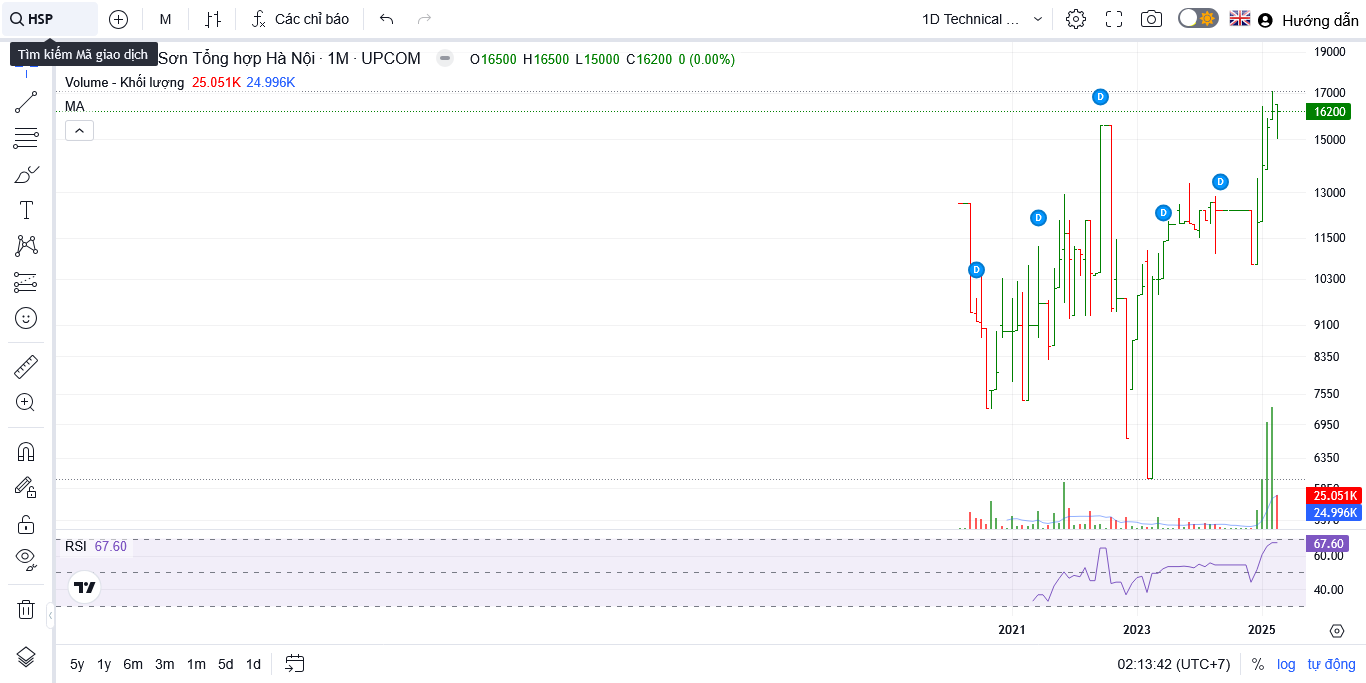 HSP
M
Các chỉ báo
1D Technical ...
Hướng dẫn
Tìm kiếm Mã giao dịch
Sơn Tổng hợp Hà Nội · 1M · UPCOM
O16500 H16500 L15000 C16200 0 (0.00%)
Volume - Khối lượng 25.051K 24.996K
MA
19000
17000
16200
15000
13000
11500
10300
9100
8350
7550
6950
6350
25.051K
24.996K
D
D
D
D
D
RSI 67.60
67.60
60.00
40.00
2021
2023
2025
5y 1y 6m 3m 1m 5d 1d
02:13:42 (UTC+7)
% log tự động